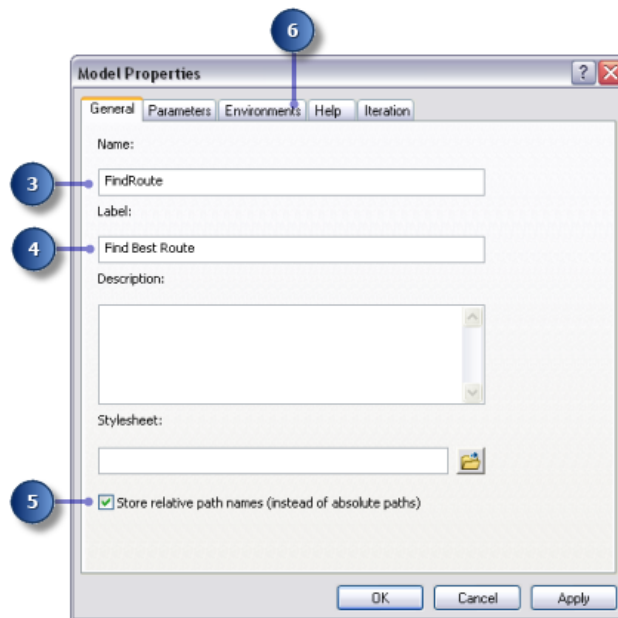 6
Model Properties
General Parameters Environments Help Iteration
Name:
3
FindRoute
Label:
4
Find Best Route
Description:
Stylesheet:
5
Store relative path names (instead of absolute paths)
OK Cancel Apply